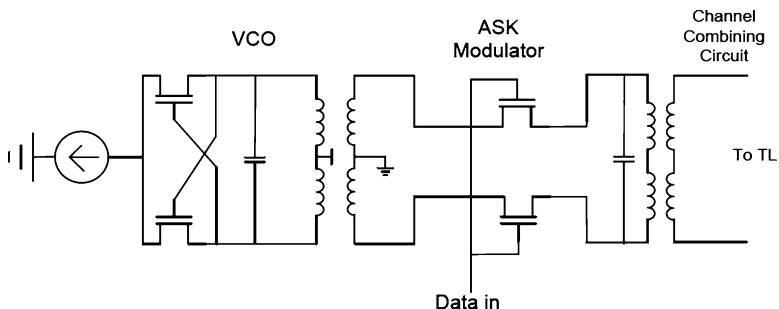 VCO
ASK
Modulator
Channel
Combining
Circuit
To TL
Data in